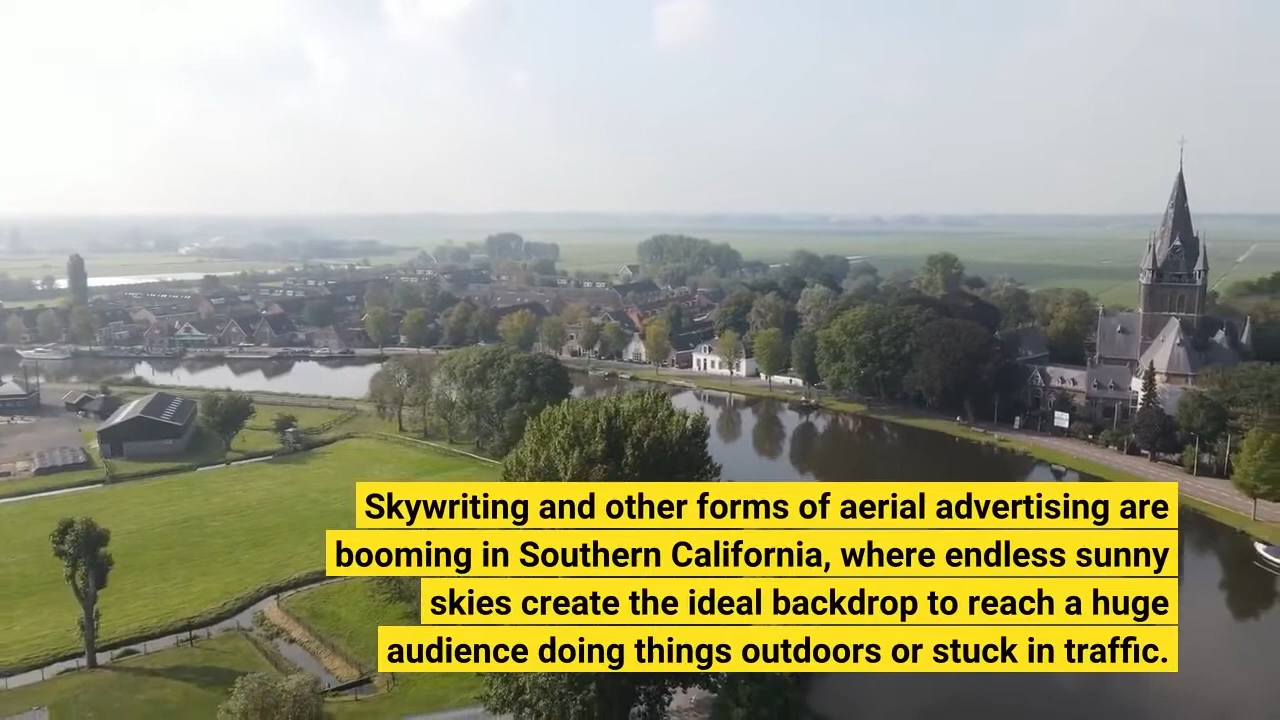 Skywriting and other forms of aerial advertising are
booming in Southern California, where endless sunny
skies create the ideal backdrop to reach a huge
audience doing things outdoors or stuck in traffic.